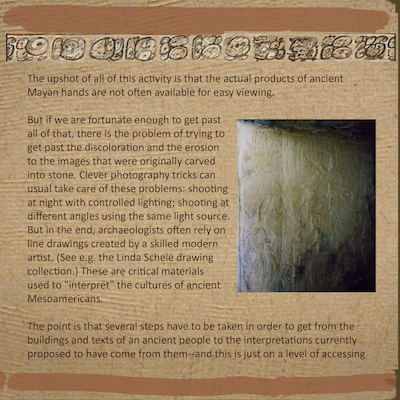 The upshot of all of this activity is that the actual products of ancient
Mayan hands are not often available for easy viewing.
But if we are fortunate enough to get past
all of that, there is the problem of trying to
get past the discoloration and the erosion
to the images that were originally carved
into stone. Clever photography tricks can
usual take care of these problems: shooting
at night with controlled lighting; shooting at
different angles using the same light source.
But in the end, archaeologists often rely on
line drawings created by a skilled modern
artist. (See e.g. the Linda Schele drawing
collection.) These are critical materials
used to "interpret" the cultures of ancient
Mesoamericans.
The point is that several steps have to be taken in order to get from the
buildings and texts of an ancient people to the interpretations currently
proposed to have come from them--and this is just on a level of accessing